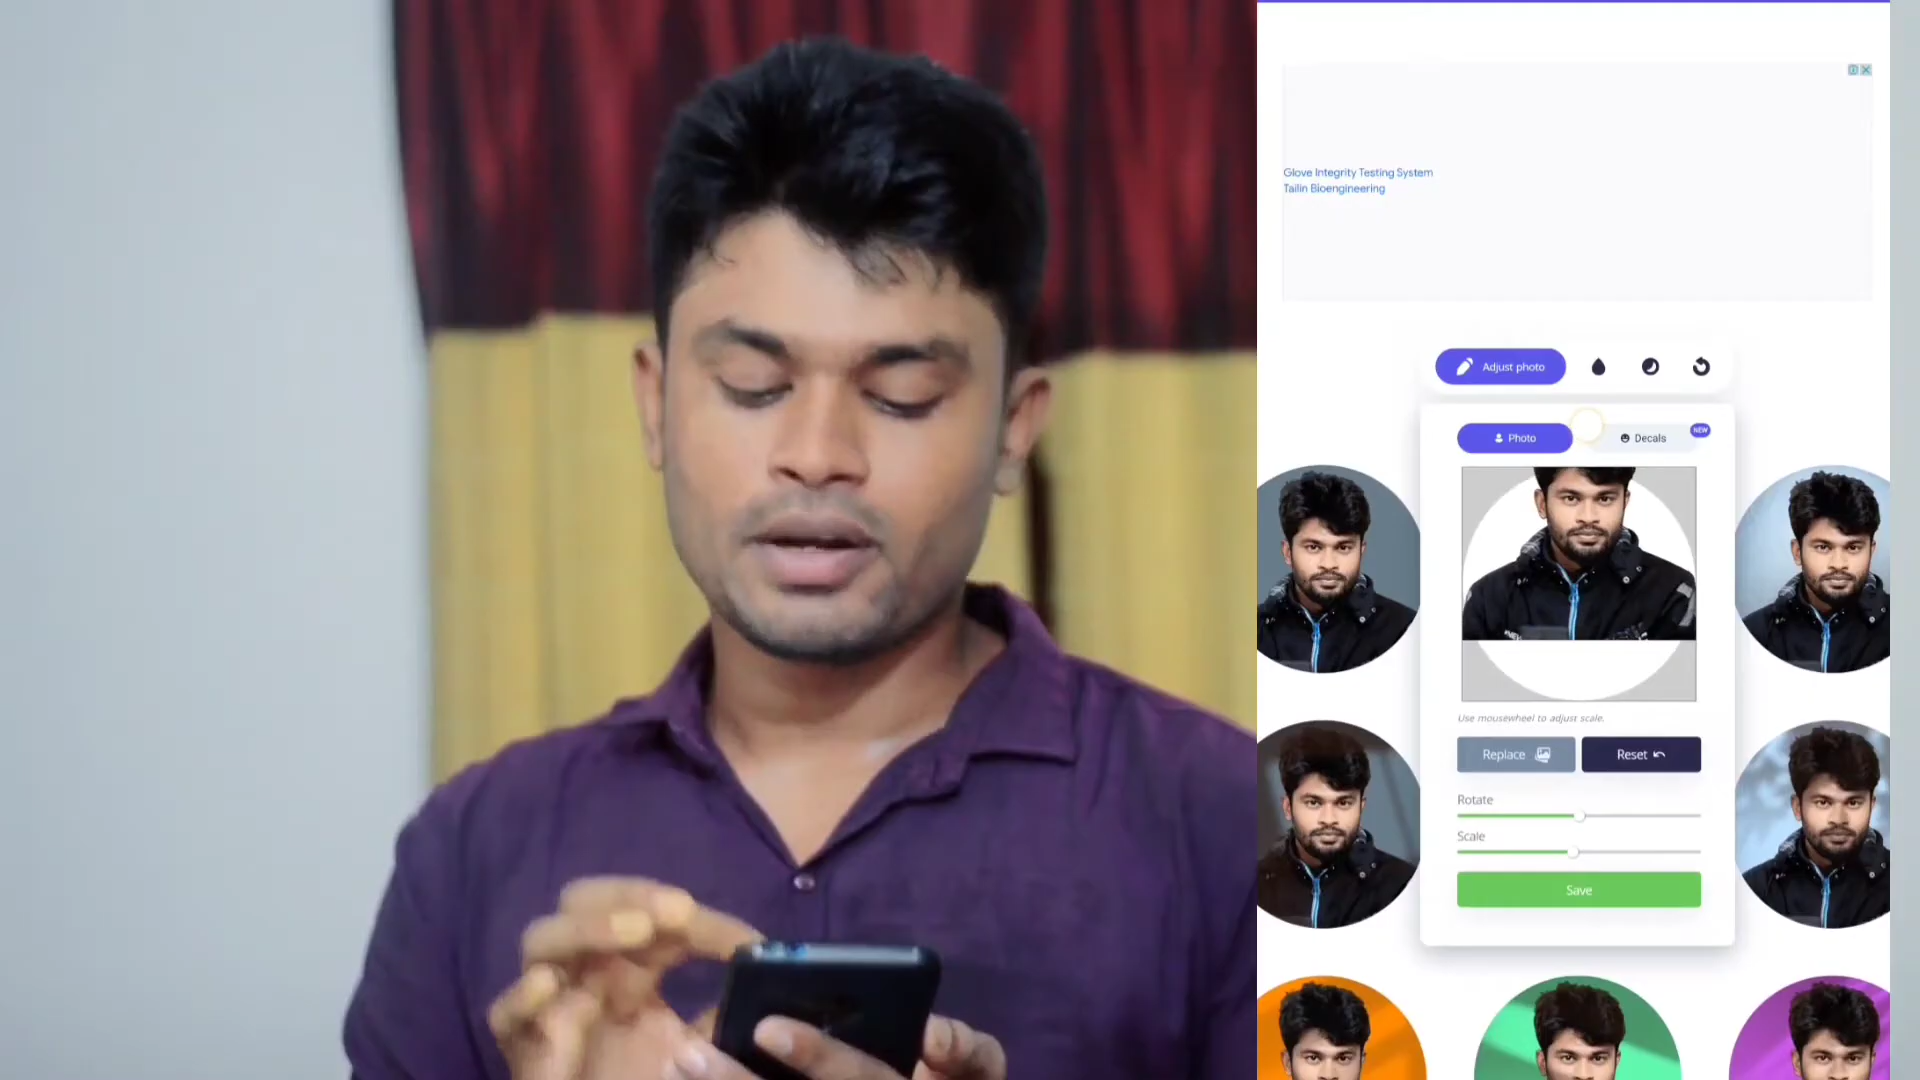 Glove Integrity Testing System
Tailin Bioengineering
Adjust photo
Photo
Decals
NEW
Use mousewheel to adjust scale.
Replace
Reset
Rotate
Scale
Save